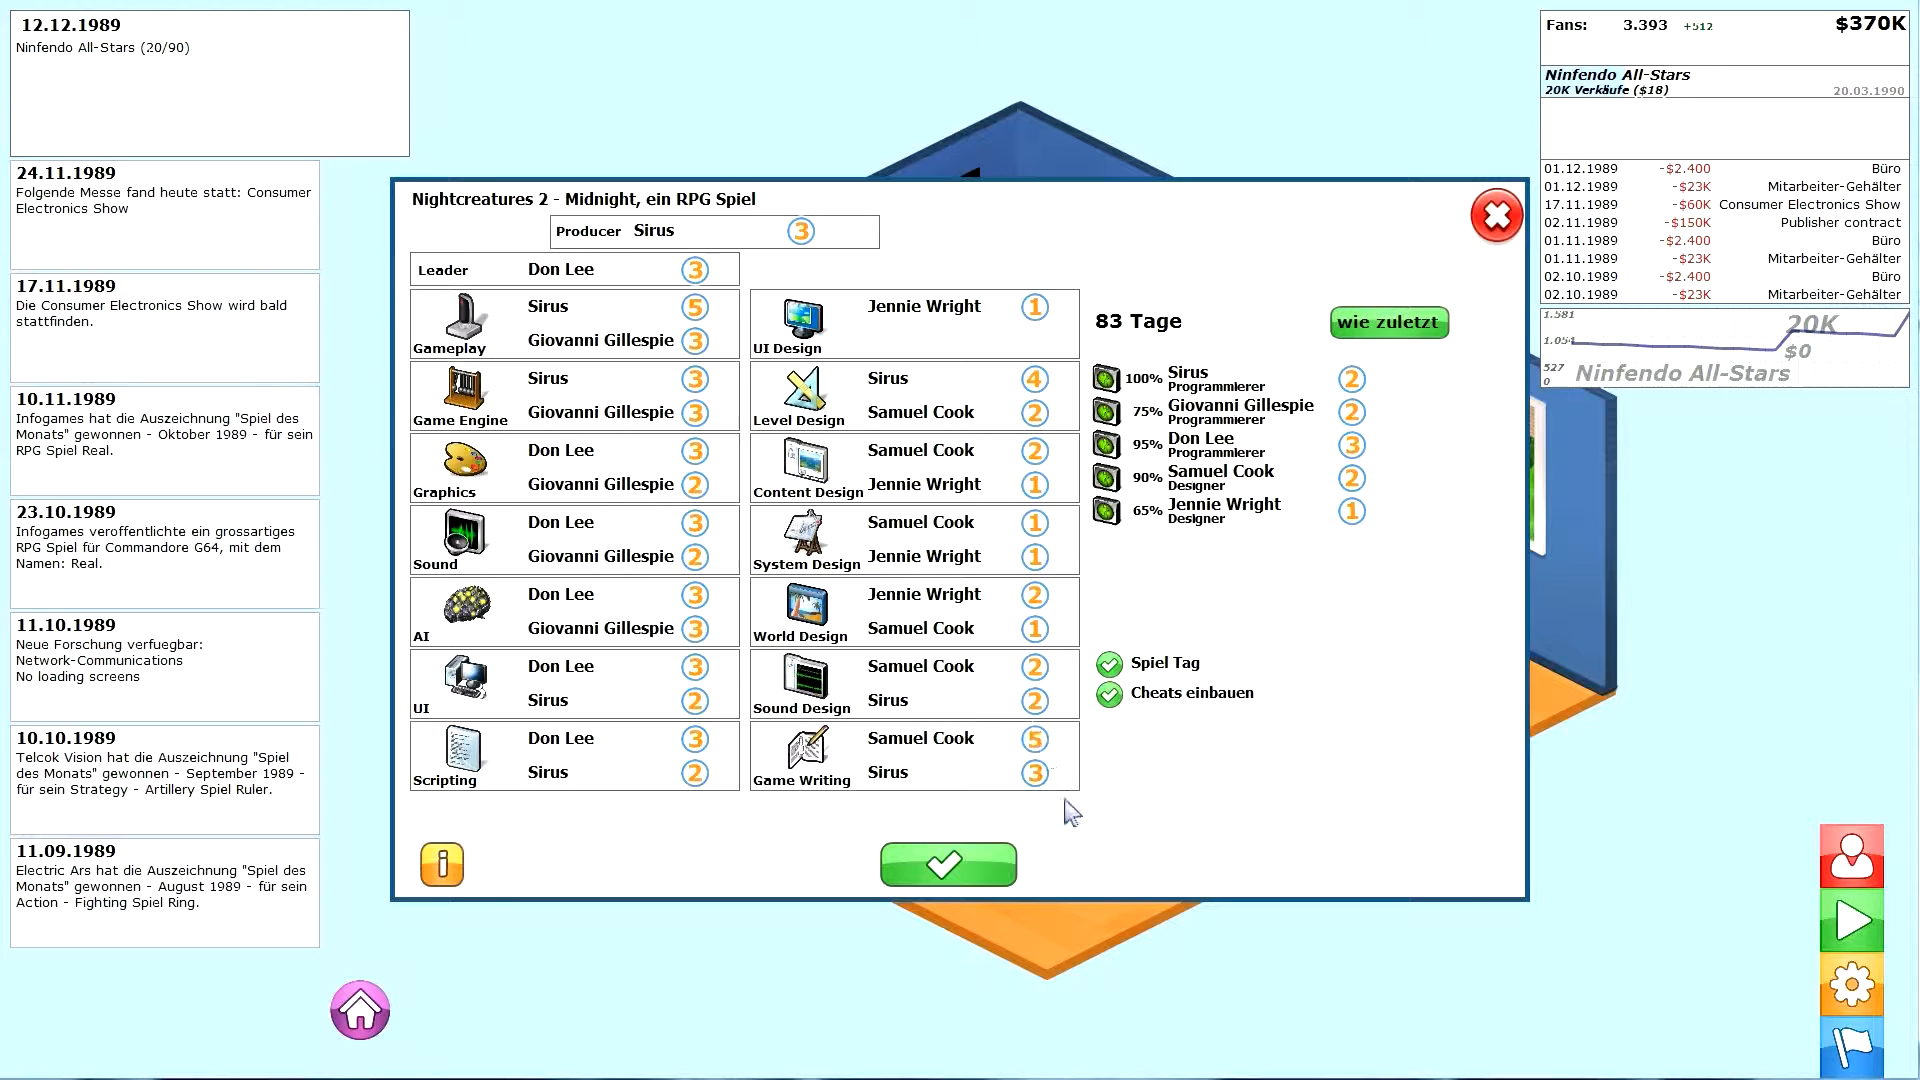 12.12.1989
Ninfendo All-Stars (20/90)
24.11.1989
Folgende Messe fand heute statt: Consumer
Electronics Show
17.11.1989
Die Consumer Electronics Show wird bald
stattfinden.
10.11.1989
Infogames hat die Auszeichnung "Spiel des
Monats" gewonnen - Oktober 1989 - für sein
RPG Spiel Real.
23.10.1989
Infogames veroffentlichte ein grossartiges
RPG Spiel für Commandore G64, mit dem
Namen: Real.
11.10.1989
Neue Forschung verfuegbar:
Network-Communications
No loading screens
10.10.1989
Telcok Vision hat die Auszeichnung "Spiel
des Monats" gewonnen - September 1989 -
für sein Strategy - Artillery Spiel Ruler.
11.09.1989
Electric Ars hat die Auszeichnung "Spiel des
Monats" gewonnen - August 1989 - für sein
Action - Fighting Spiel Ring.
Nightcreatures 2 - Midnight, ein RPG Spiel
Producer Sirus 3
Leader Don Lee 3
Gameplay
Sirus 5
Giovanni Gillespie 3
Game Engine
Sirus 3
Giovanni Gillespie 3
Graphics
Don Lee 3
Giovanni Gillespie 2
Sound
Don Lee 3
Giovanni Gillespie 2
AI
Don Lee 3
Giovanni Gillespie 3
UI
Don Lee 3
Sirus 2
Scripting
Don Lee 3
Sirus 2
UI Design
Jennie Wright 1
Level Design
Sirus 4
Samuel Cook 2
Content Design
Samuel Cook 2
Jennie Wright 1
System Design
Samuel Cook 1
Jennie Wright 1
World Design
Jennie Wright 2
Samuel Cook 1
Sound Design
Samuel Cook 2
Sirus 2
Game Writing
Samuel Cook 5
Sirus 3
83 Tage
wie zuletzt
100% Sirus 2
Programmierer
75% Giovanni Gillespie 2
Programmierer
95% Don Lee 3
Programmierer
90% Samuel Cook 2
Designer
65% Jennie Wright 1
Designer
Spiel Tag
Cheats einbauen
i
Fans: 3.393 +512 $370K
Ninfendo All-Stars
20K Verkäufe ($18) 20.03.1990
01.12.1989 -$2.400 Büro
01.12.1989 -$23K Mitarbeiter-Gehälter
17.11.1989 -$60K Consumer Electronics Show
02.11.1989 -$150K Publisher contract
01.11.1989 -$2.400 Büro
01.11.1989 -$23K Mitarbeiter-Gehälter
02.10.1989 -$2.400 Büro
02.10.1989 -$23K Mitarbeiter-Gehälter
1.581
1.054
527
0
20K
$0
Ninfendo All-Stars